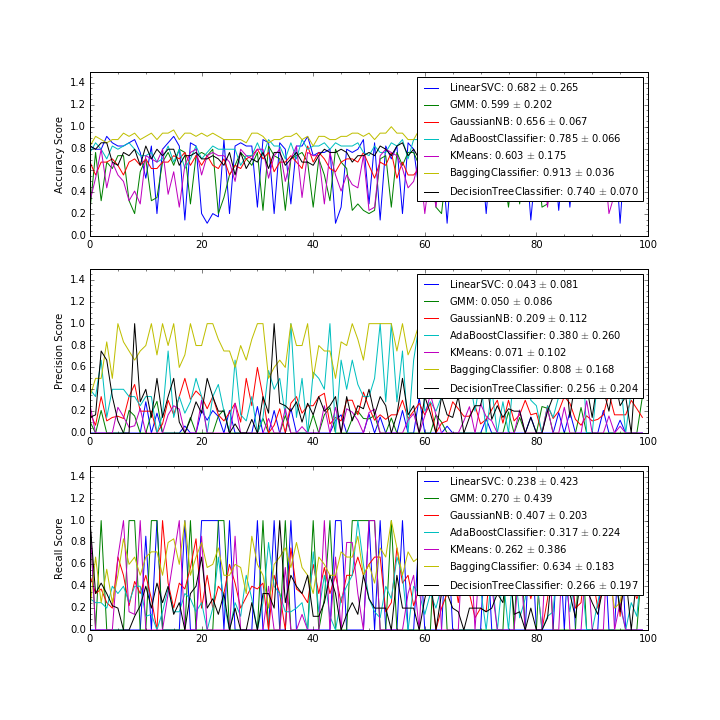 Accuracy Score
1.4
1.2
1.0
0.8
0.6
0.4
0.2
0.0
LinearSVC: 0.682 ± 0.265
GMM: 0.599 ± 0.202
GaussianNB: 0.656 ± 0.067
AdaBoostClassifier: 0.785 ± 0.066
KMeans: 0.603 ± 0.175
BaggingClassifier: 0.913 ± 0.036
DecisionTreeClassifier: 0.740 ± 0.070
0 20 40 60 80 100
Precision Score
1.4
1.2
1.0
0.8
0.6
0.4
0.2
0.0
LinearSVC: 0.043 ± 0.081
GMM: 0.050 ± 0.086
GaussianNB: 0.209 ± 0.112
AdaBoostClassifier: 0.380 ± 0.260
KMeans: 0.071 ± 0.102
BaggingClassifier: 0.808 ± 0.168
DecisionTreeClassifier: 0.256 ± 0.204
0 20 40 60 80 100
Recall Score
1.4
1.2
1.0
0.8
0.6
0.4
0.2
0.0
LinearSVC: 0.238 ± 0.423
GMM: 0.270 ± 0.439
GaussianNB: 0.407 ± 0.203
AdaBoostClassifier: 0.317 ± 0.224
KMeans: 0.262 ± 0.386
BaggingClassifier: 0.634 ± 0.183
DecisionTreeClassifier: 0.266 ± 0.197
0 20 40 60 80 100